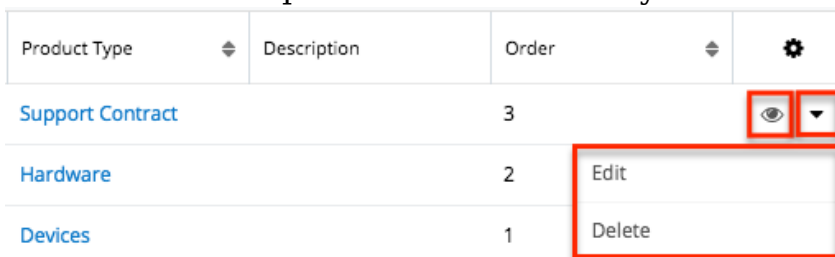 Product Type Description Order
Support Contract 3
Hardware 2 Edit
Devices 1 Delete